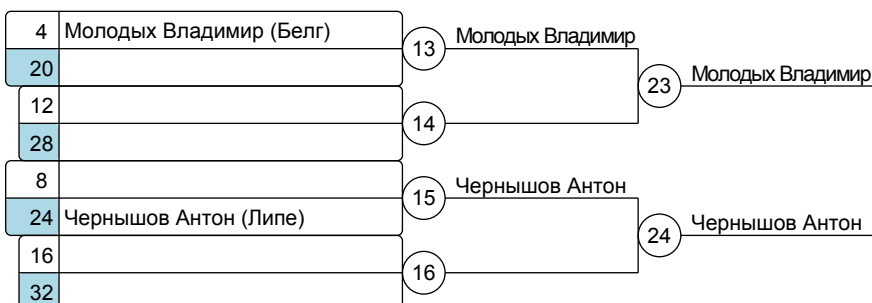 4 Молодых Владимир (Белг)
13 Молодых Владимир
20
23 Молодых Владимир
12
14
28
8
15 Чернышов Антон
24 Чернышов Антон (Липе)
24 Чернышов Антон
16
16
32